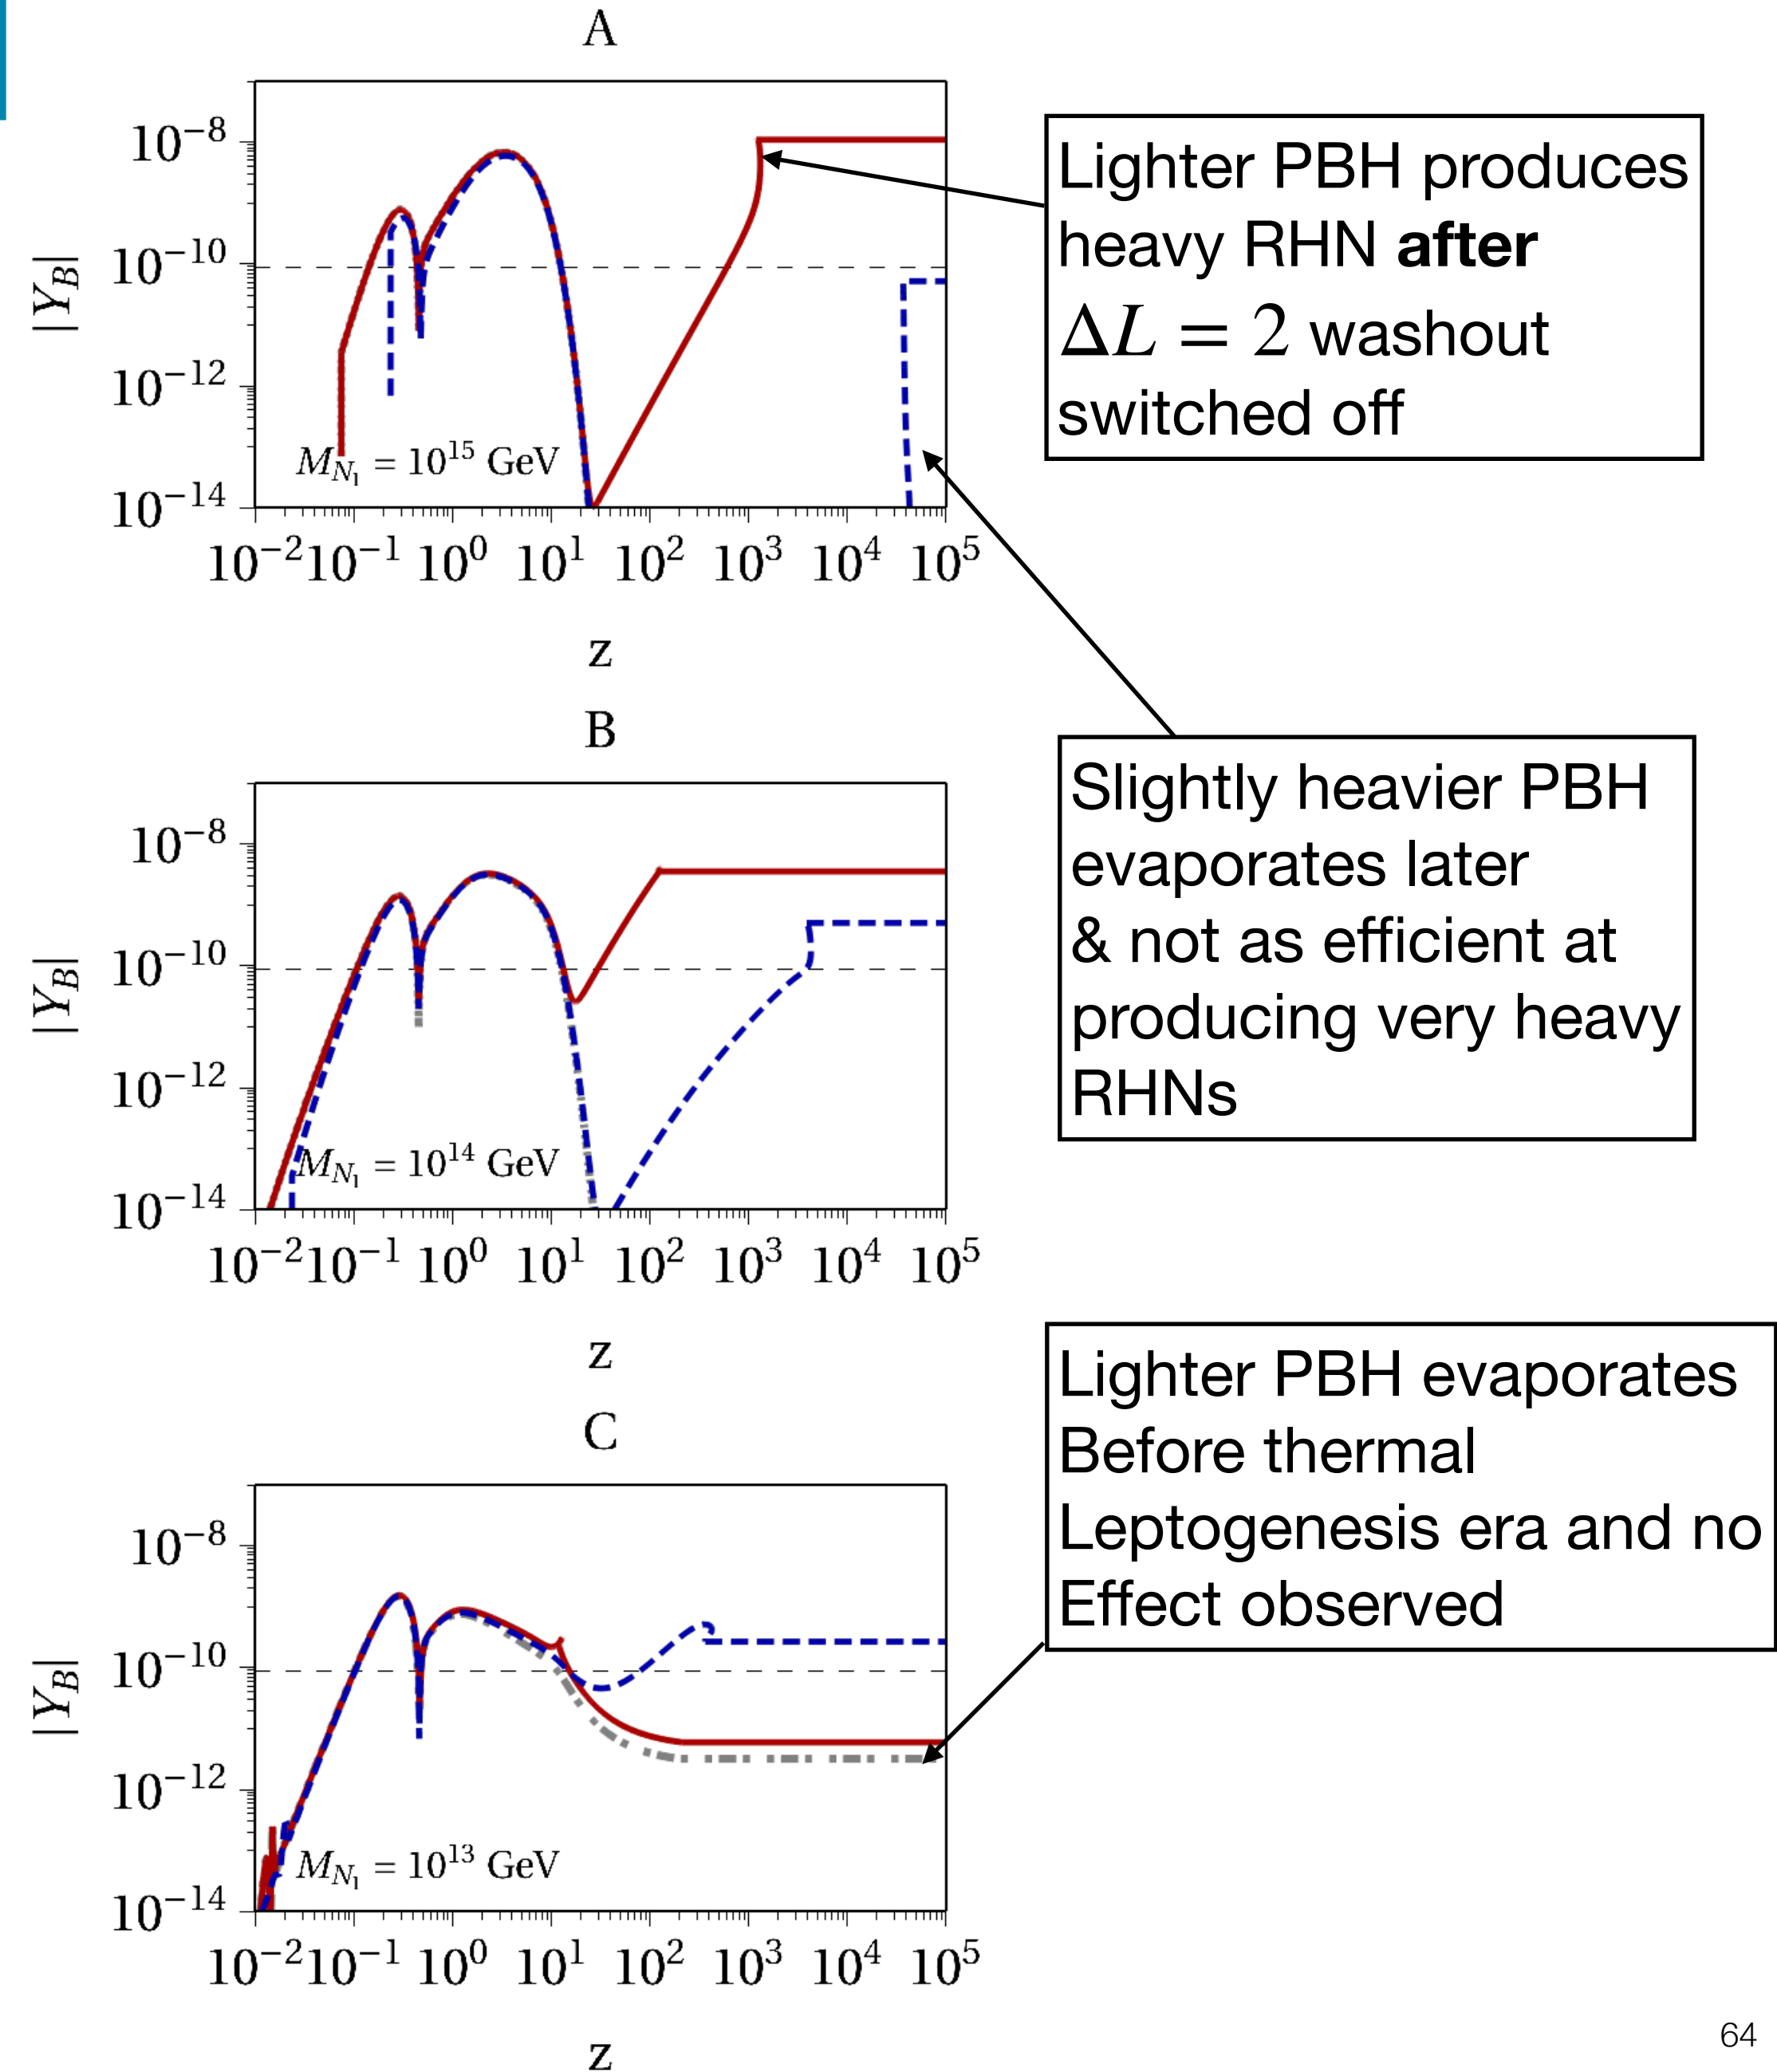 A
|Y_B|
10^−8
10^−10
10^−12
10^−14
M_{N_1} = 10^15 GeV
10^−2 10^−1 10^0 10^1 10^2 10^3 10^4 10^5
z
Lighter PBH produces
heavy RHN after
ΔL = 2 washout
switched off
B
|Y_B|
10^−8
10^−10
10^−12
10^−14
M_{N_1} = 10^14 GeV
10^−2 10^−1 10^0 10^1 10^2 10^3 10^4 10^5
z
Slightly heavier PBH
evaporates later
& not as efficient at
producing very heavy
RHNs
C
|Y_B|
10^−8
10^−10
10^−12
10^−14
M_{N_1} = 10^13 GeV
10^−2 10^−1 10^0 10^1 10^2 10^3 10^4 10^5
z
Lighter PBH evaporates
Before thermal
Leptogenesis era and no
Effect observed
64